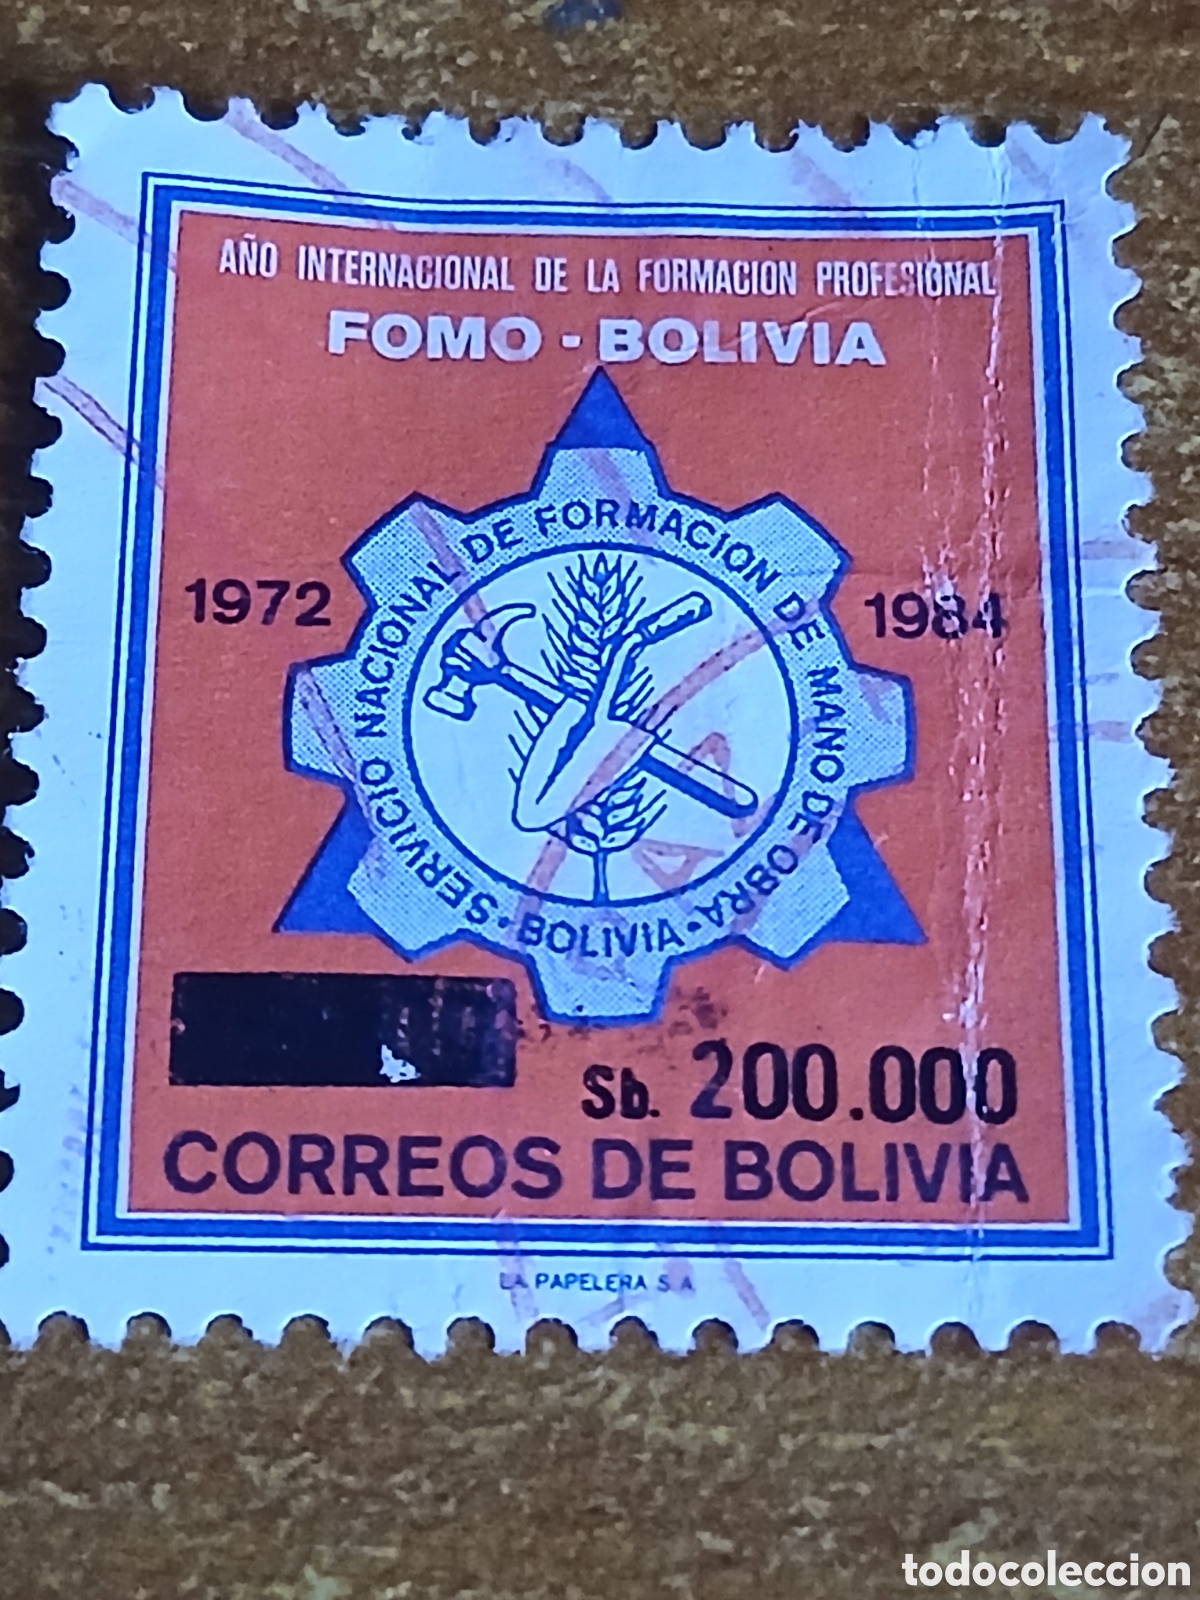 AÑO INTERNACIONAL DE LA FORMACION PROFESIONAL
FOMO - BOLIVIA
1972
1984
SERVICIO NACIONAL DE FORMACION DE MANO DE OBRA
• BOLIVIA •
Sb. 200.000
CORREOS DE BOLIVIA
LA PAPELERA S.A.
todocoleccion